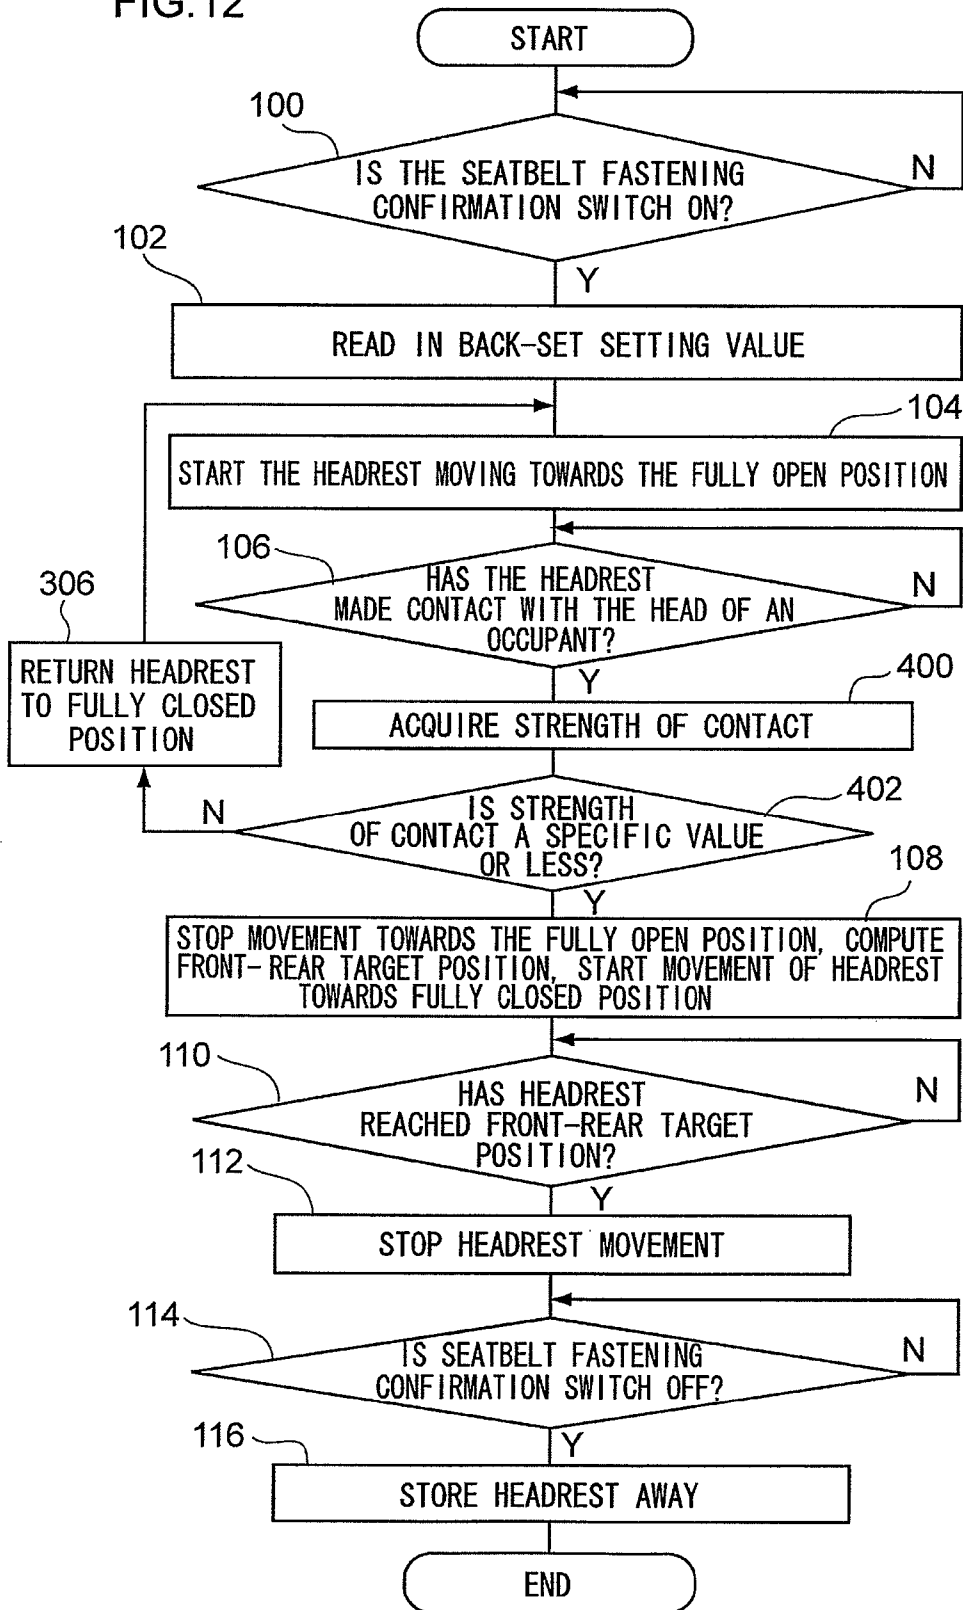 FIG.12
START
100
IS THE SEATBELT FASTENING
CONFIRMATION SWITCH ON?
N
102
Y
READ IN BACK-SET SETTING VALUE
104
START THE HEADREST MOVING TOWARDS THE FULLY OPEN POSITION
106
HAS THE HEADREST
MADE CONTACT WITH THE HEAD OF AN
OCCUPANT?
N
306
RETURN HEADREST
TO FULLY CLOSED
POSITION
Y
400
ACQUIRE STRENGTH OF CONTACT
402
IS STRENGTH
OF CONTACT A SPECIFIC VALUE
OR LESS?
N
Y
108
STOP MOVEMENT TOWARDS THE FULLY OPEN POSITION, COMPUTE
FRONT-REAR TARGET POSITION, START MOVEMENT OF HEADREST
TOWARDS FULLY CLOSED POSITION
110
HAS HEADREST
REACHED FRONT-REAR TARGET
POSITION?
N
112
Y
STOP HEADREST MOVEMENT
114
IS SEATBELT FASTENING
CONFIRMATION SWITCH OFF?
N
116
Y
STORE HEADREST AWAY
END